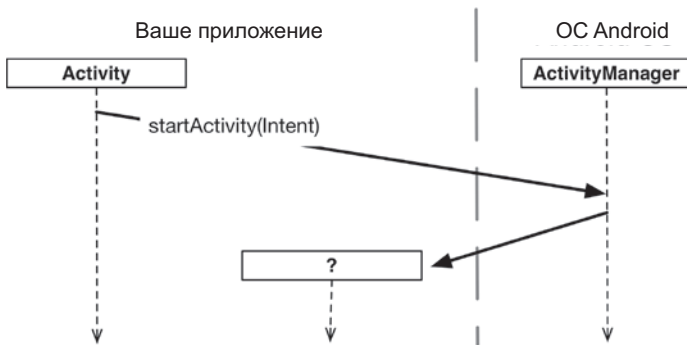 Ваше приложение
ОС Android
Activity
ActivityManager
startActivity(Intent)
?